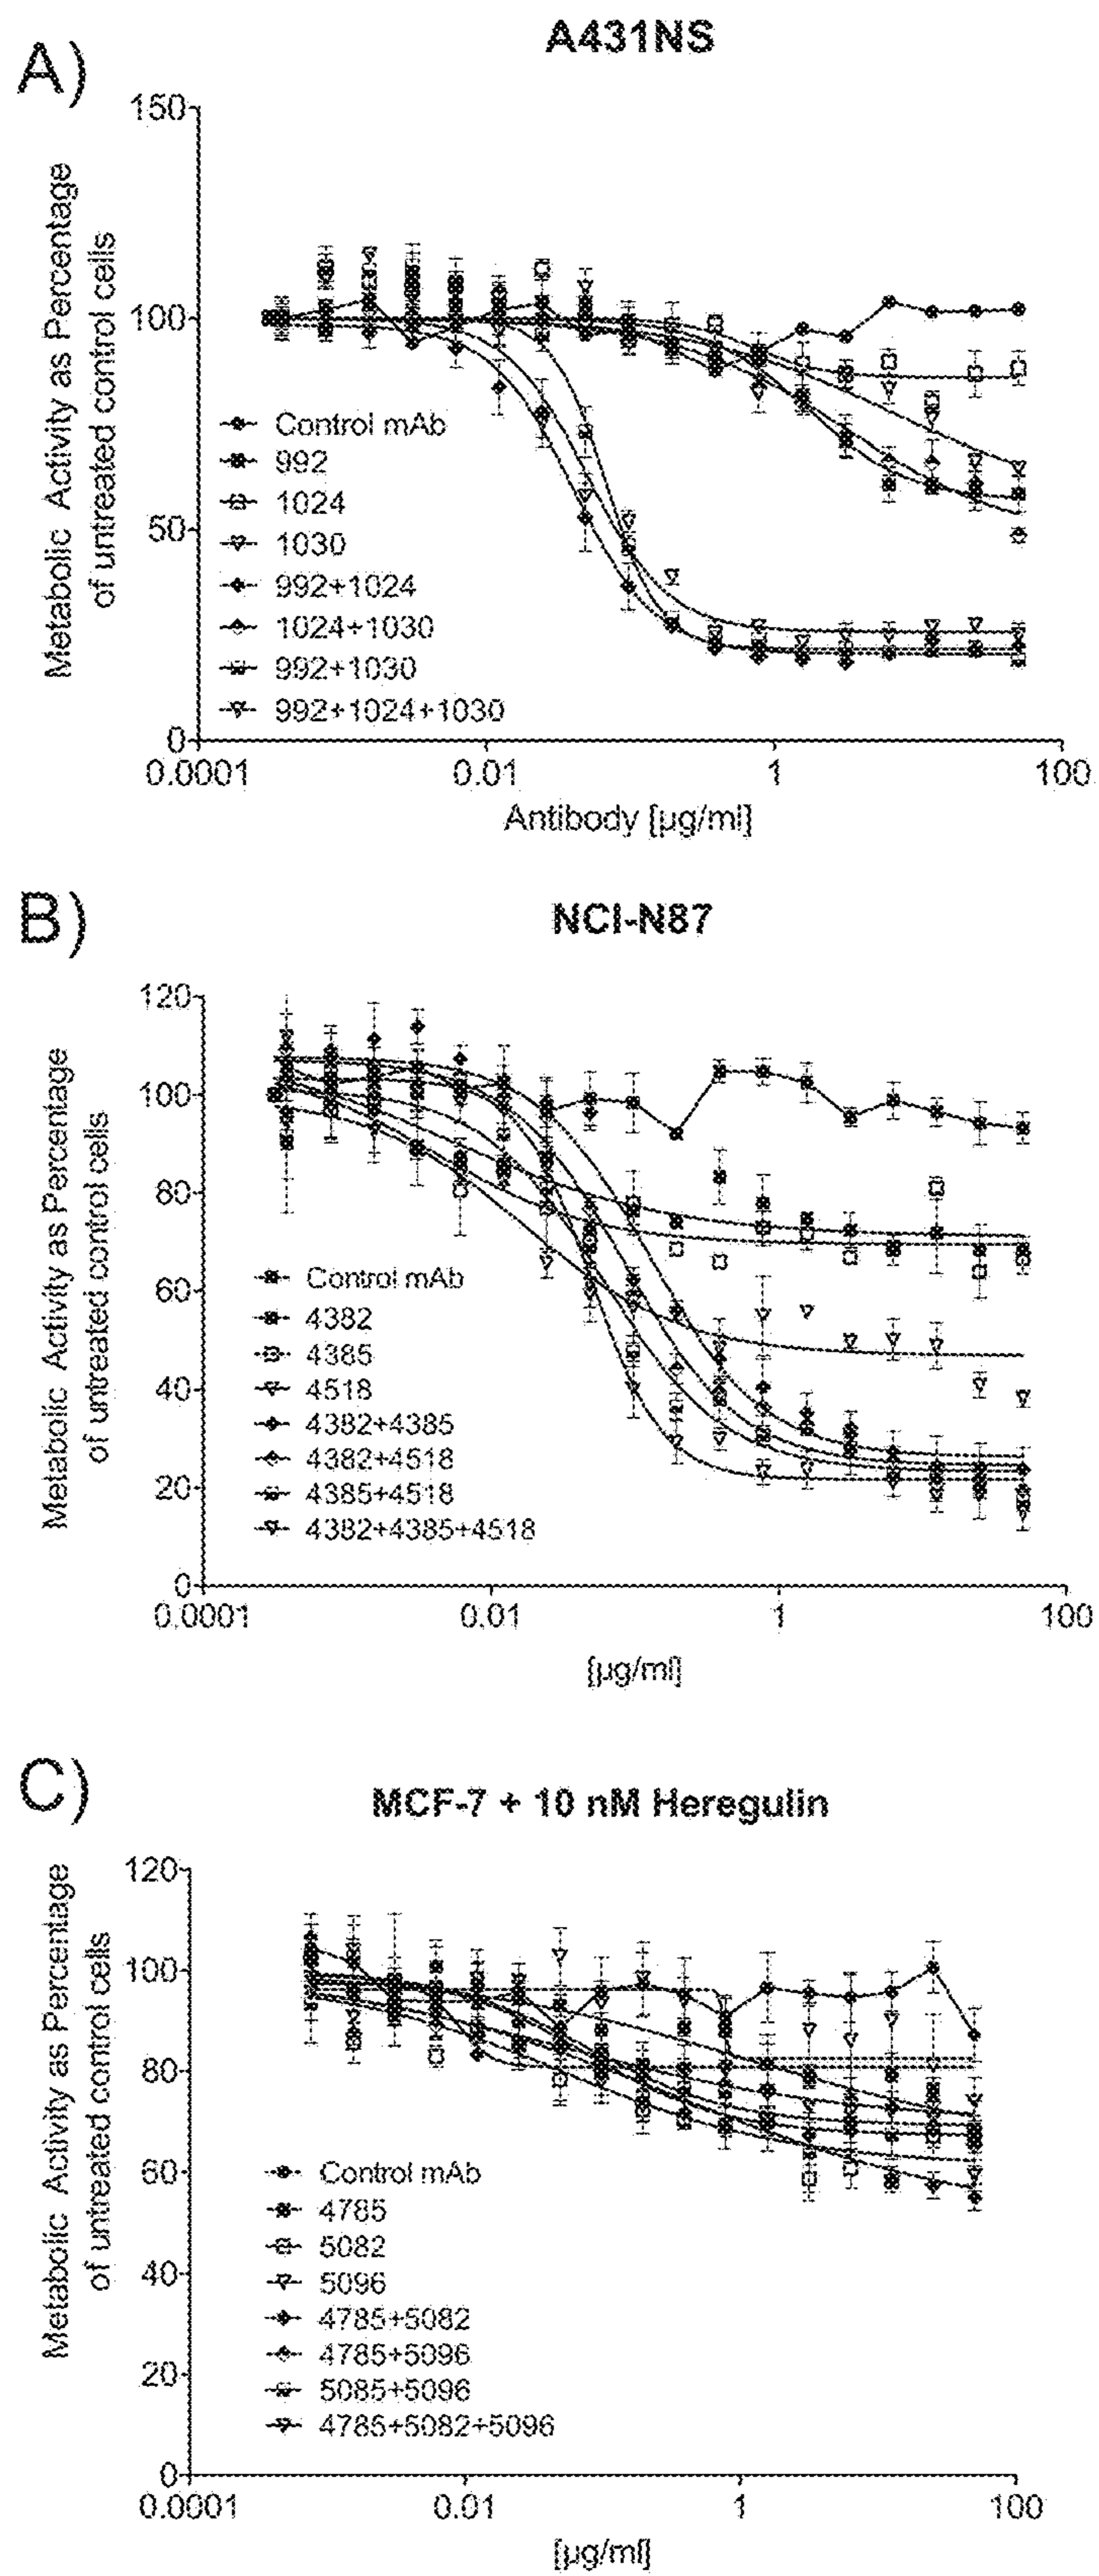 A)
A431NS
Metabolic Activity as Percentage
of untreated control cells
150
100
50
0
Control mAb
992
1024
1030
992+1024
1024+1030
992+1030
992+1024+1030
0.0001
0.01
1
100
Antibody [µg/ml]
B)
NCI-N87
Metabolic Activity as Percentage
of untreated control cells
120
100
80
60
40
20
0
Control mAb
4382
4385
4518
4382+4385
4382+4518
4385+4518
4382+4385+4518
0.0001
0.01
1
100
[µg/ml]
C)
MCF-7 + 10 nM Heregulin
Metabolic Activity as Percentage
of untreated control cells
120
100
80
60
40
20
0
Control mAb
4785
5082
5096
4785+5082
4785+5096
5085+5096
4785+5082+5096
0.0001
0.01
1
100
[µg/ml]